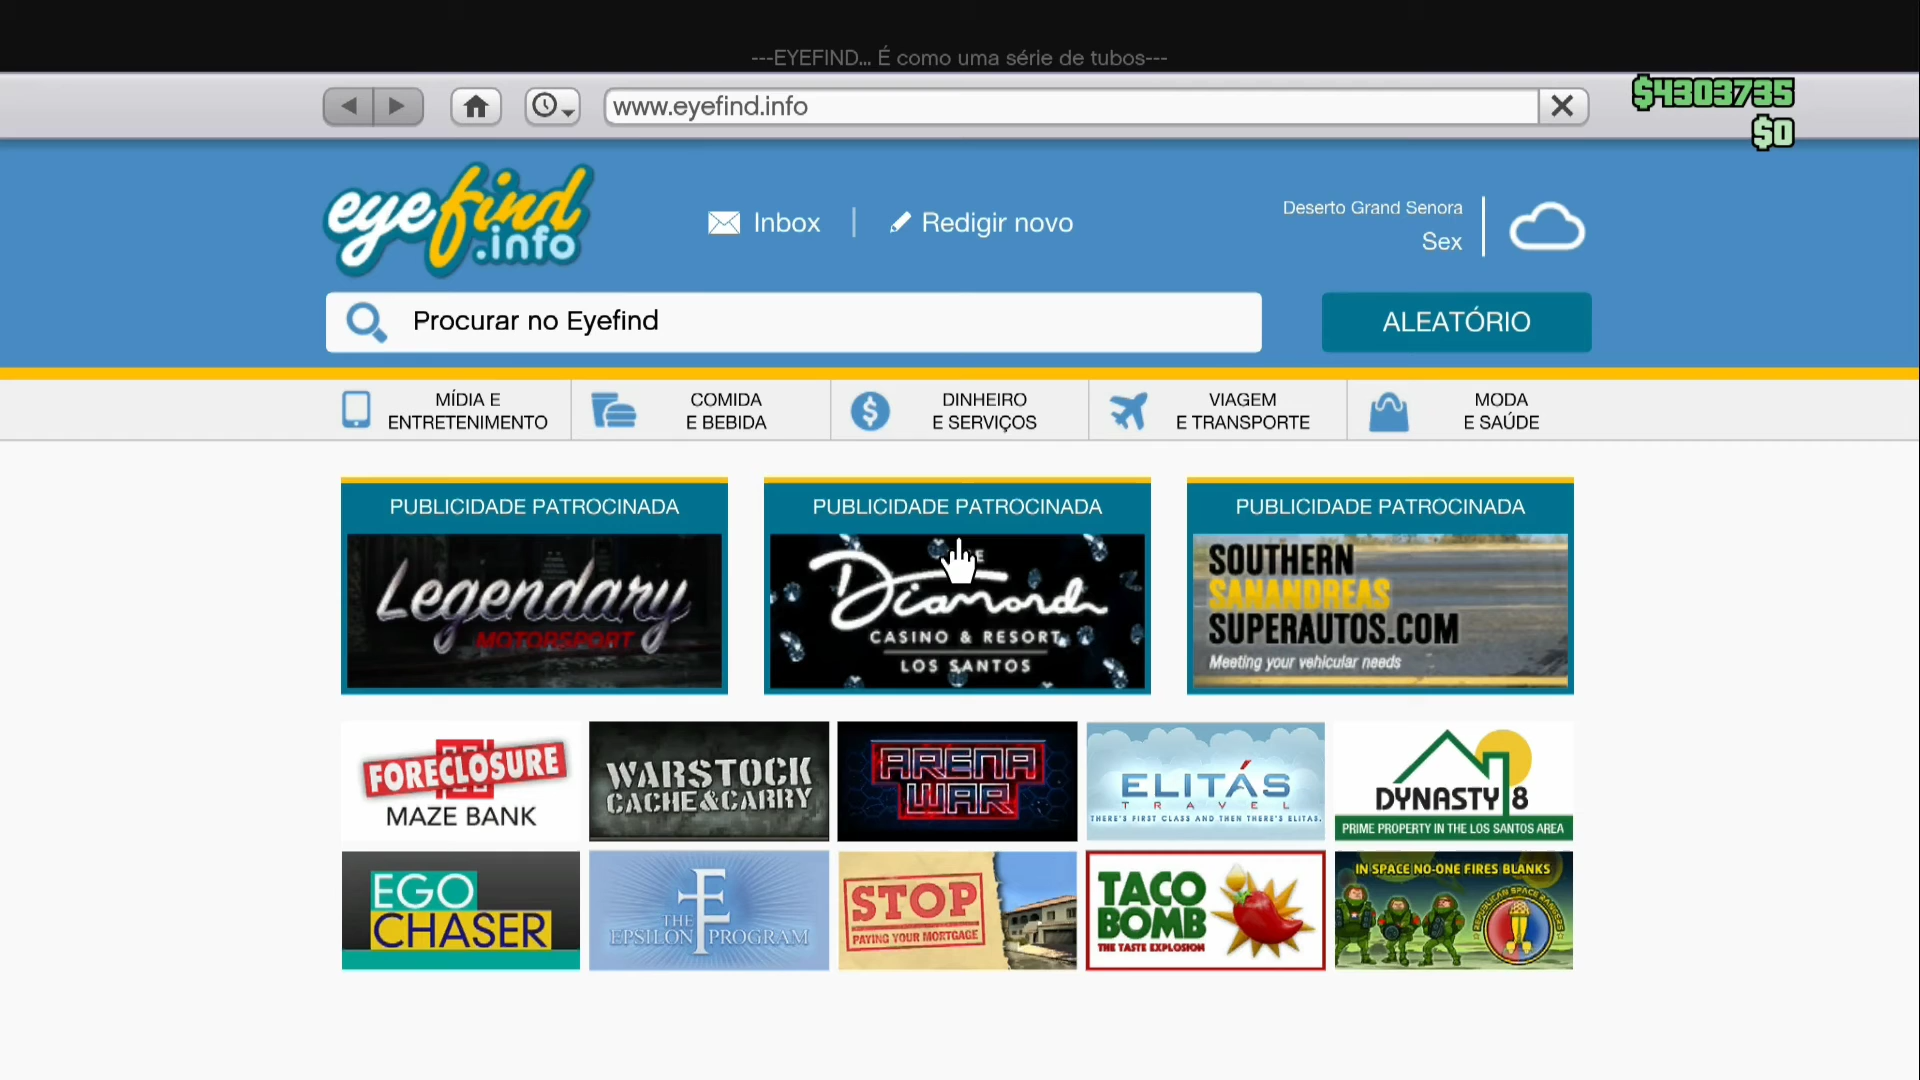 ---EYEFIND... É como uma série de tubos---
www.eyefind.info
$4303735
$0
eyefind
.info
Inbox
Redigir novo
Deserto Grand Senora
Sex
Procurar no Eyefind
ALEATÓRIO
MÍDIA E
ENTRETENIMENTO
COMIDA
E BEBIDA
DINHEIRO
E SERVIÇOS
VIAGEM
E TRANSPORTE
MODA
E SAÚDE
PUBLICIDADE PATROCINADA
Legendary
MOTORSPORT
PUBLICIDADE PATROCINADA
Diamond
CASINO & RESORT
LOS SANTOS
PUBLICIDADE PATROCINADA
SOUTHERN
SANANDREAS
SUPERAUTOS.COM
Meeting your vehicular needs
FORECLOSURE
MAZE BANK
WARSTOCK
CACHE&CARRY
ARENA
WAR
ELITÁS
TRAVEL
THERE'S FIRST CLASS AND THEN THERE'S ELITAS.
DYNASTY 8
PRIME PROPERTY IN THE LOS SANTOS AREA
EGO
CHASER
THE
EPSILON PROGRAM
STOP
PAYING YOUR MORTGAGE
TACO
BOMB
THE TASTE EXPLOSION
IN SPACE NO-ONE FIRES BLANKS
REPUBLICAN SPACE RANGERS